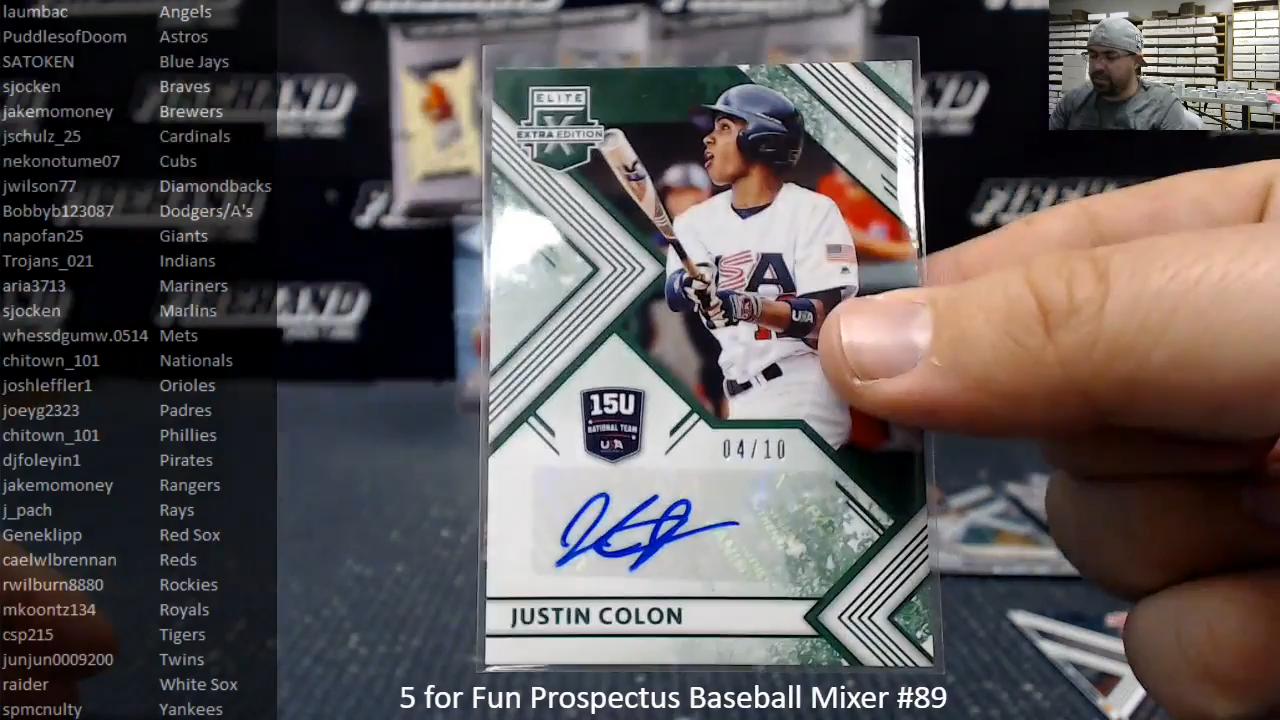 laumbac Angels
PuddlesofDoom Astros
SATOKEN Blue Jays
sjocken Braves
jakemomoney Brewers
jschulz_25 Cardinals
nekonotume07 Cubs
jwilson77 Diamondbacks
Bobbyb123087 Dodgers/A's
napofan25 Giants
Trojans_021 Indians
aria3713 Mariners
sjocken Marlins
whessdgumw.0514 Mets
chitown_101 Nationals
joshleffler1 Orioles
joeyg2323 Padres
chitown_101 Phillies
djfoleyin1 Pirates
jakemomoney Rangers
j_pach Rays
Geneklipp Red Sox
caelwlbrennan Reds
rwilburn8880 Rockies
mkoontz134 Royals
csp215 Tigers
junjun0009200 Twins
raider White Sox
spmcnulty Yankees
ELITE
EXTRA EDITION
USA
USA
15U
NATIONAL TEAM
USA
04/10
JUSTIN COLON
5 for Fun Prospectus Baseball Mixer #89